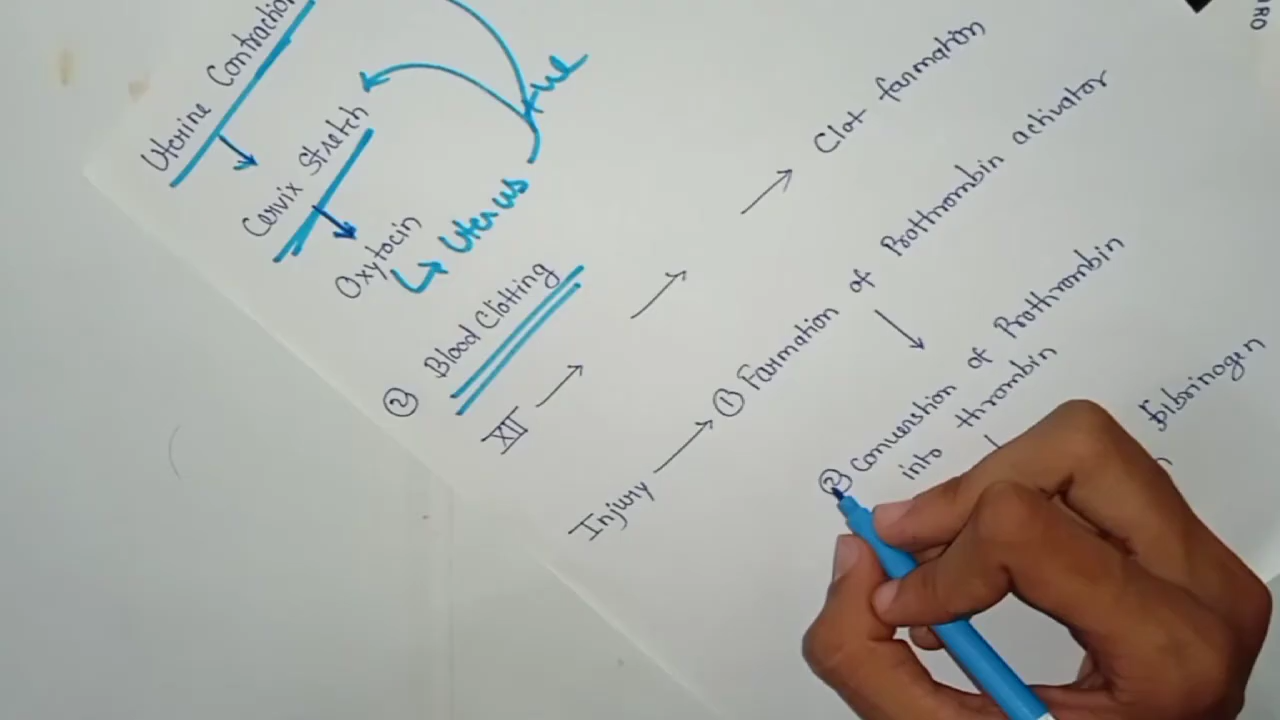 Uterine Contraction
Cervix Stretch
Oxytocin
↳ Uterus
+ve
② Blood Clotting
XII → → → Clot formation
Injury → ① Formation of Prothrombin activator
② Converstion of Prothrombin
into thrombin
fibrinogen